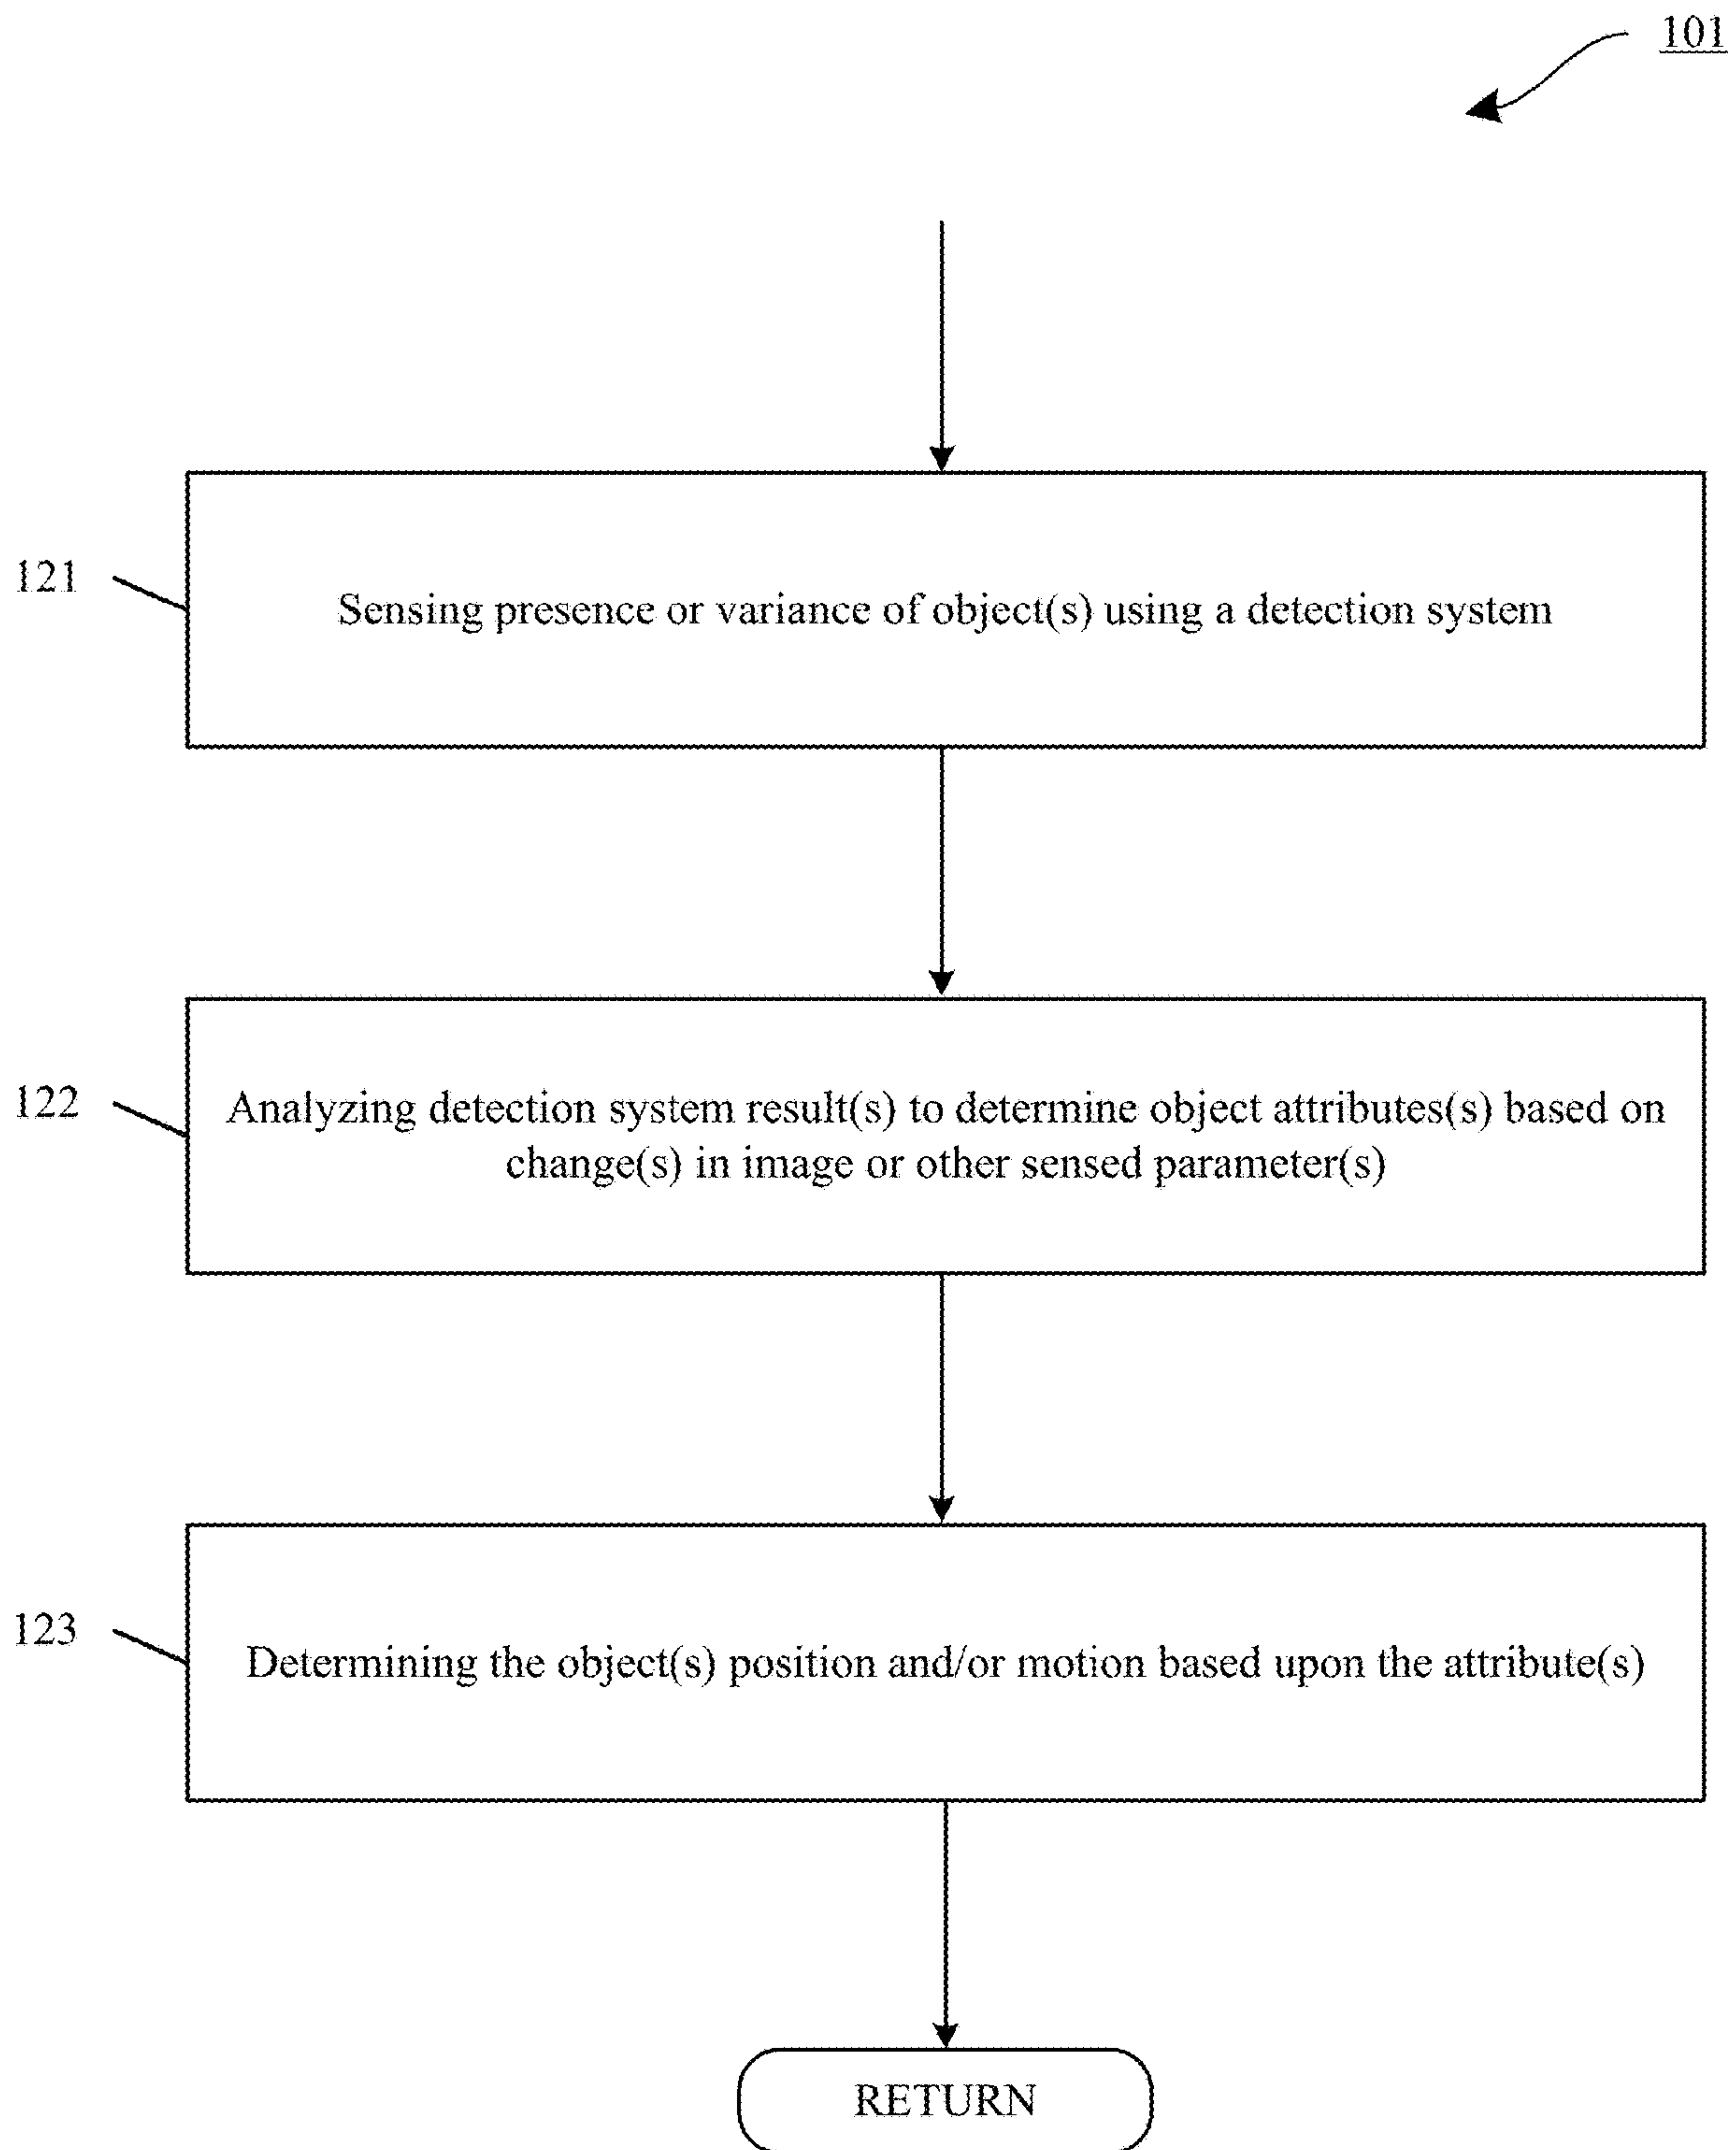 101
121
Sensing presence or variance of object(s) using a detection system
122
Analyzing detection system result(s) to determine object attributes(s) based on
change(s) in image or other sensed parameter(s)
123
Determining the object(s) position and/or motion based upon the attribute(s)
RETURN